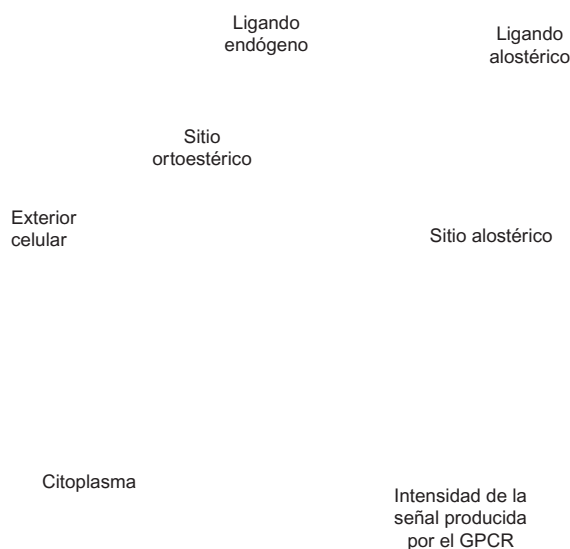 Ligando
endógeno
Ligando
alostérico
Sitio
ortoestérico
Exterior
celular
Sitio alostérico
Citoplasma
Intensidad de la
señal producida
por el GPCR